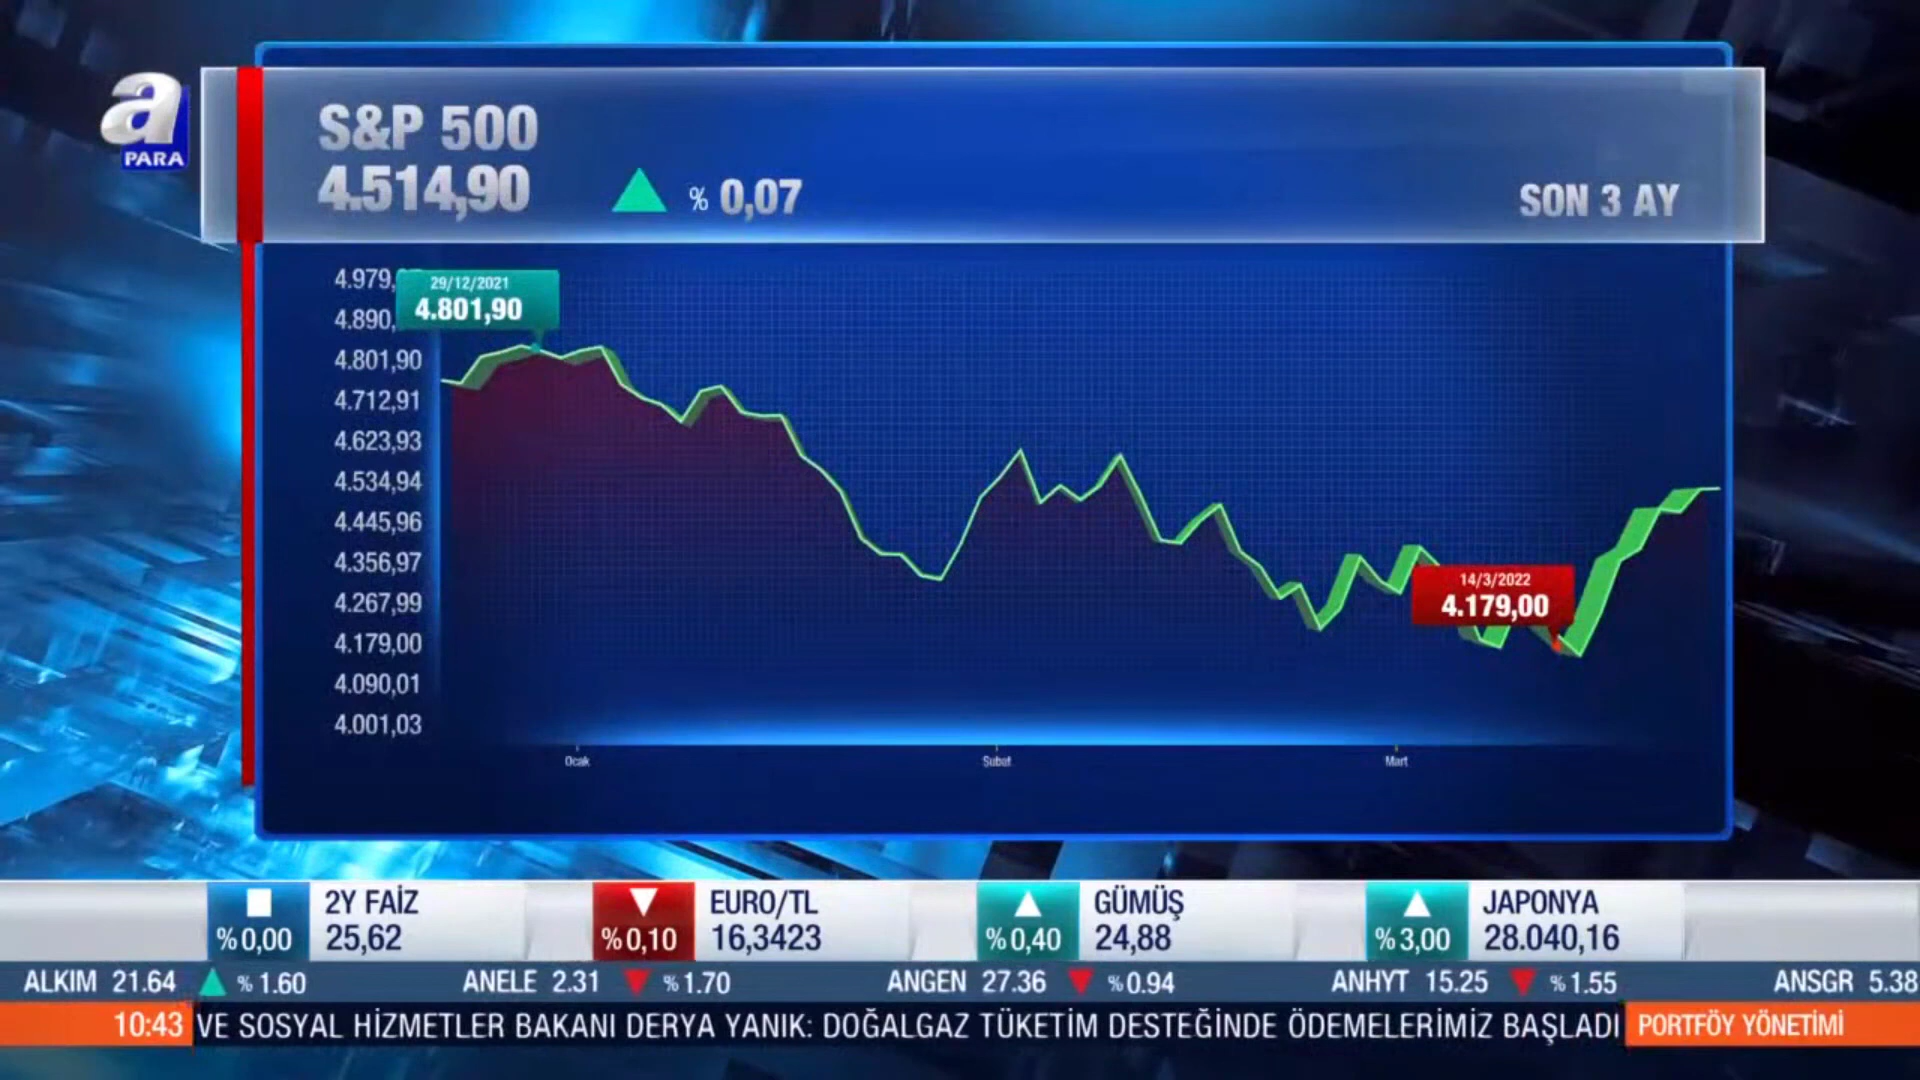 a
PARA
S&P 500
4.514,90
% 0,07
SON 3 AY
4.979,
4.890,
4.801,90
4.712,91
4.623,93
4.534,94
4.445,96
4.356,97
4.267,99
4.179,00
4.090,01
4.001,03
29/12/2021
4.801,90
14/3/2022
4.179,00
Ocak
Şubat
Mart
%0,00
2Y FAİZ
25,62
%0,10
EURO/TL
16,3423
%0,40
GÜMÜŞ
24,88
%3,00
JAPONYA
28.040,16
ALKIM 21.64 % 1.60 ANELE 2.31 % 1.70 ANGEN 27.36 % 0.94 ANHYT 15.25 % 1.55 ANSGR 5.38
10:43 VE SOSYAL HİZMETLER BAKANI DERYA YANIK: DOĞALGAZ TÜKETİM DESTEĞİNDE ÖDEMELERİMİZ BAŞLADI PORTFÖY YÖNETİMİ